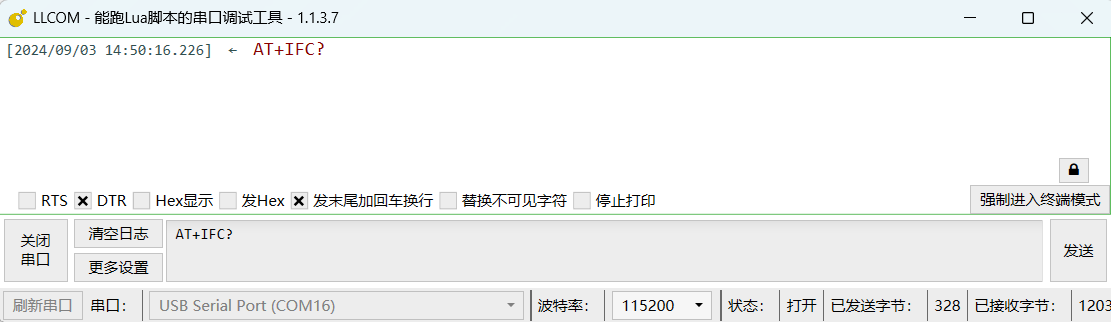 LLCOM - 能跑Lua脚本的串口调试工具 - 1.1.3.7
[2024/09/03 14:50:16.226] ← AT+IFC?
RTS DTR Hex显示 发Hex 发末尾加回车换行 替换不可见字符 停止打印 强制进入终端模式
关闭串口 清空日志 AT+IFC? 发送
更多设置
刷新串口 串口： USB Serial Port (COM16) 波特率： 115200 状态： 打开 已发送字节： 328 已接收字节： 1203